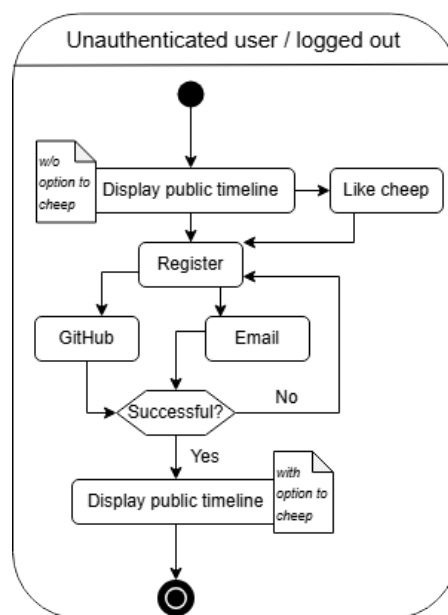 Unauthenticated user / logged out
w/o
option to
cheep
Display public timeline
Like cheep
Register
GitHub
Email
Successful?
No
Yes
Display public timeline
with
option to
cheep